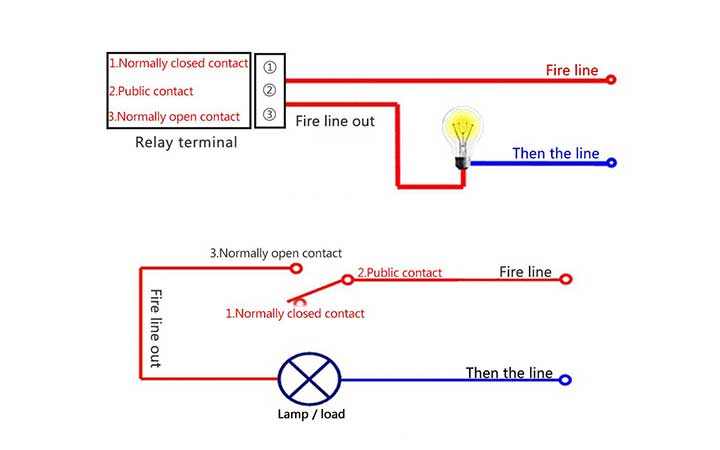 1.Normally closed contact
①
Fire line
2.Public contact
②
3.Normally open contact
③
Fire line out
Relay terminal
Then the line
3.Normally open contact
2.Public contact
Fire line
1.Normally closed contact
Fire line out
Then the line
Lamp / load